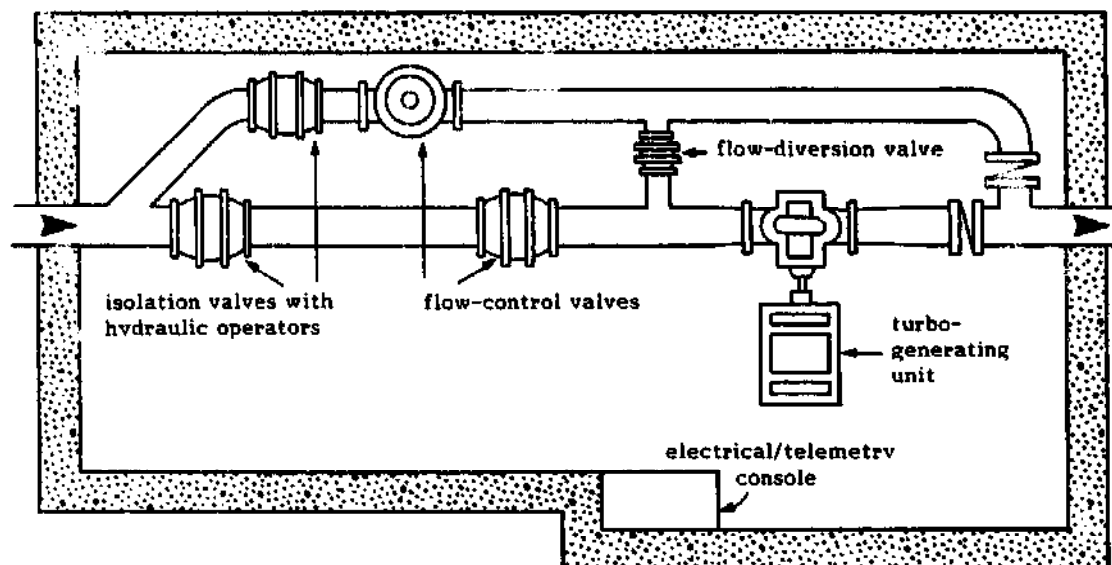 flow-diversion valve
isolation valves with
hydraulic operators
flow-control valves
turbo-
generating
unit
electrical/telemetry
console